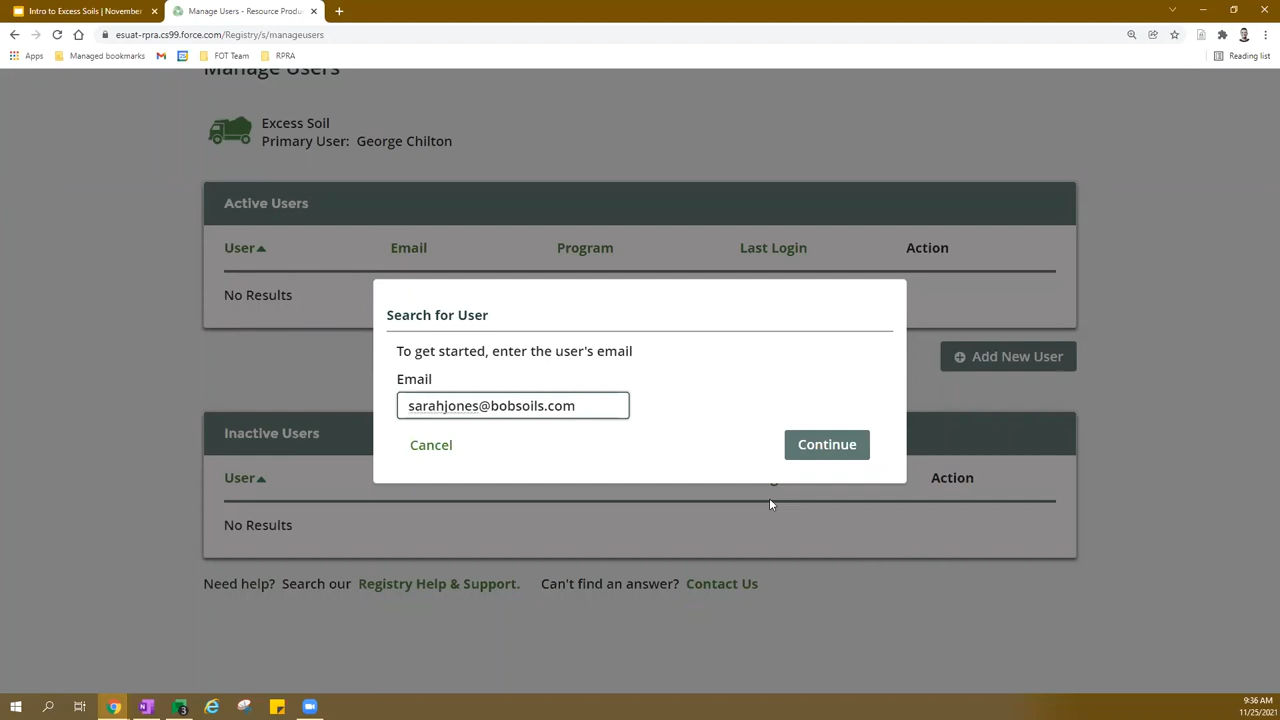 Intro to Excess Soils | November
Manage Users - Resource Produ
esuat-rpra.cs99.force.com/Registry/s/manageusers
Apps
Managed bookmarks
FOT Team
RPRA
Reading list
Manage Users
Excess Soil
Primary User: George Chilton
Active Users
User Email Program Last Login Action
No Results
Search for User
To get started, enter the user's email
Email
sarahjones@bobsoils.com
Cancel
Continue
Add New User
Inactive Users
User Action
No Results
Need help? Search our Registry Help & Support. Can't find an answer? Contact Us
9:36 AM
11/25/2021